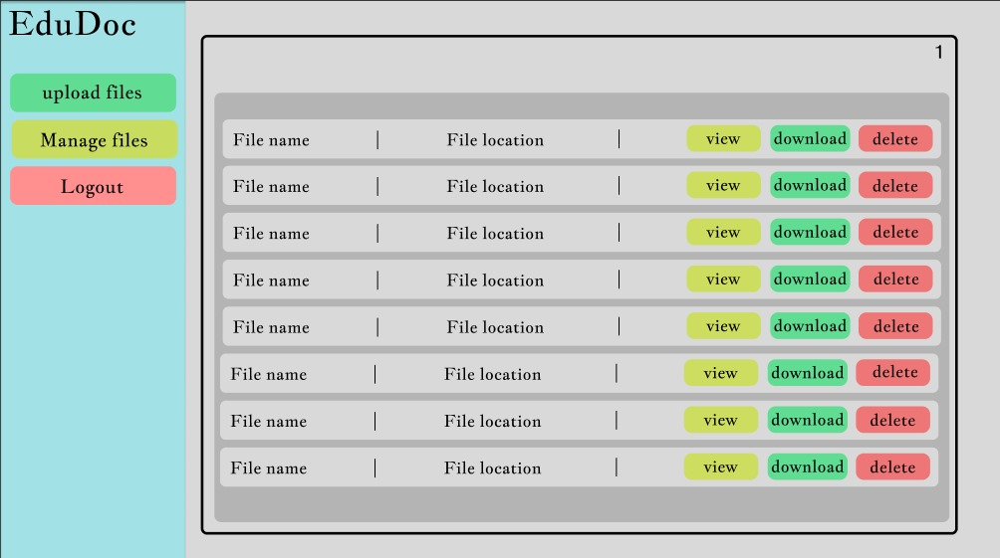 EduDoc
upload files
Manage files
Logout
1
File name | File location | view download delete
File name | File location | view download delete
File name | File location | view download delete
File name | File location | view download delete
File name | File location | view download delete
File name | File location | view download delete
File name | File location | view download delete
File name | File location | view download delete